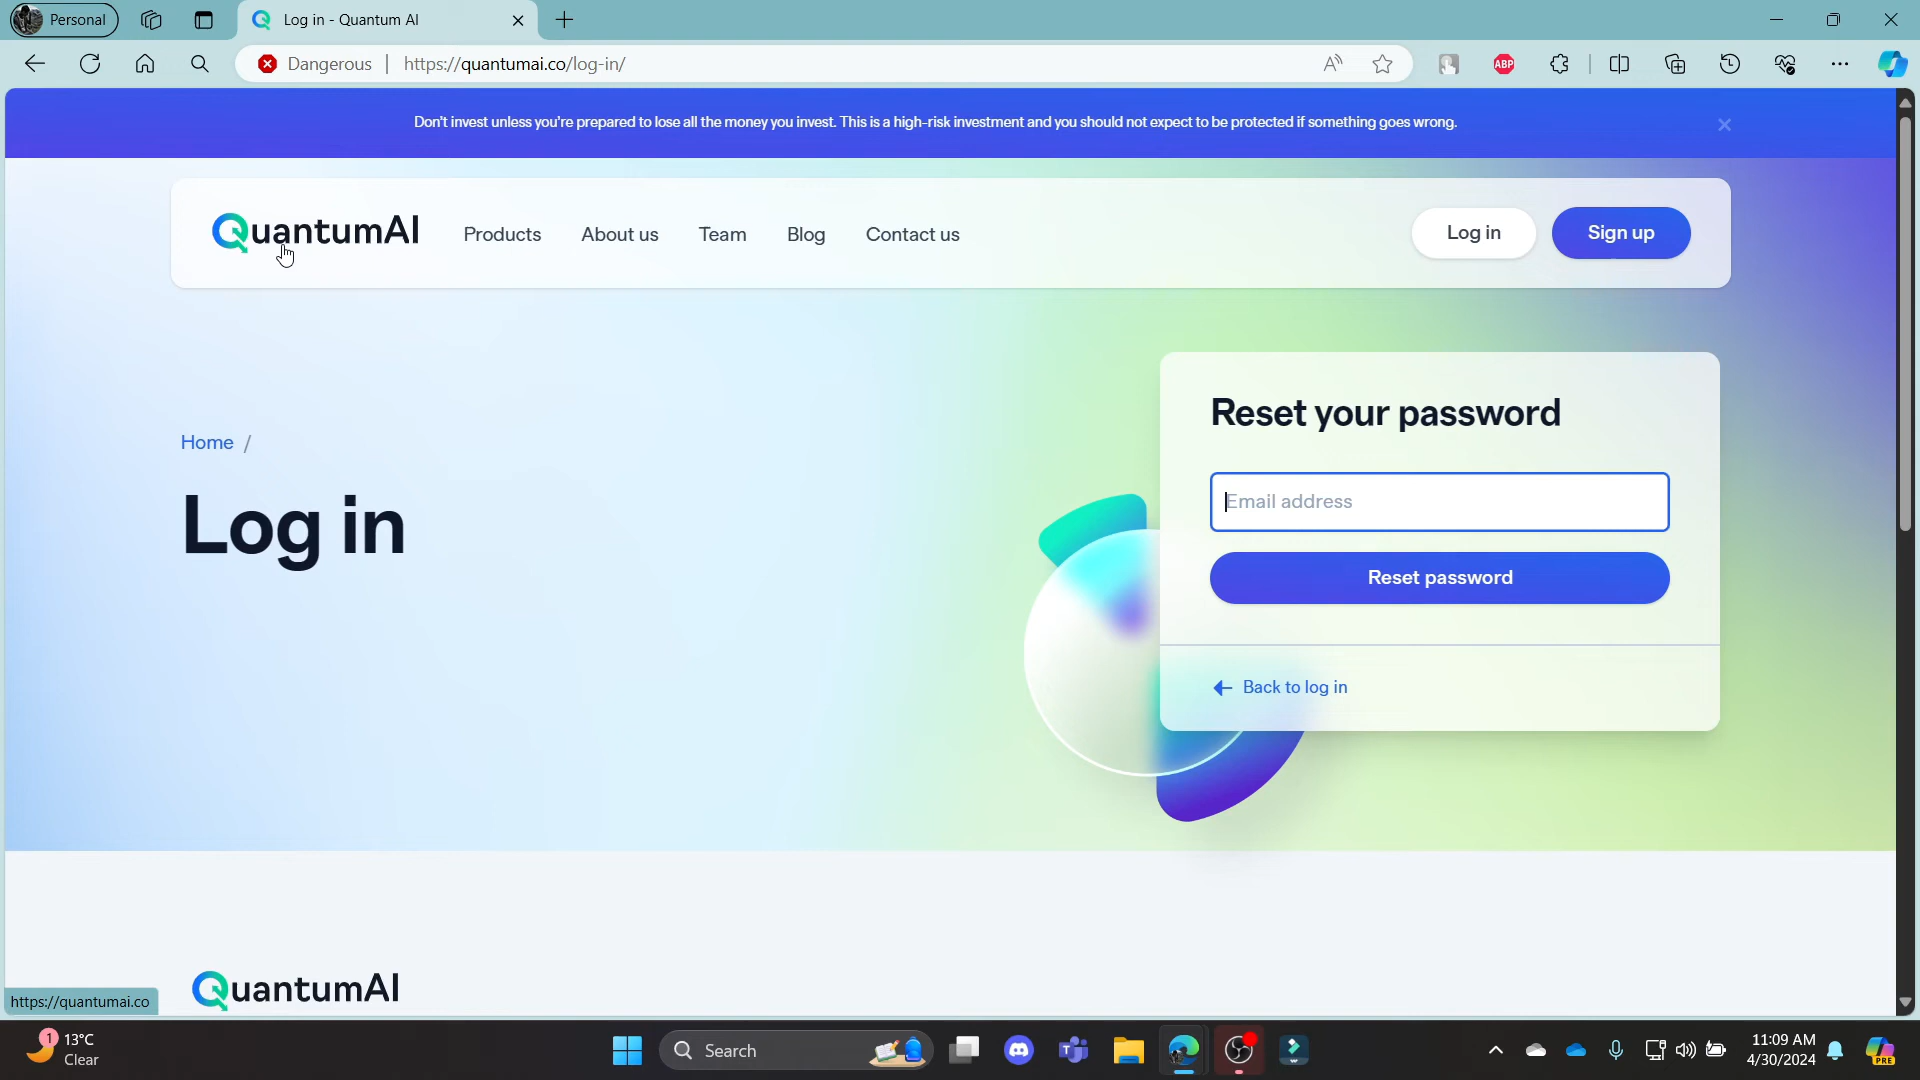 Personal
Log in - Quantum AI
Dangerous
https://quantumai.co/log-in/
ABP
Don't invest unless you're prepared to lose all the money you invest. This is a high-risk investment and you should not expect to be protected if something goes wrong.
QuantumAI
Products
About us
Team
Blog
Contact us
Log in
Sign up
Reset your password
Home /
Email address
Log in
Reset password
Back to log in
QuantumAI
https://quantumai.co
1
13°C
Clear
Search
11:09 AM
4/30/2024
PRE